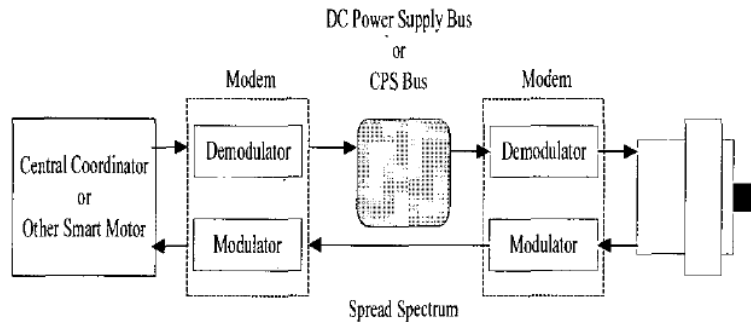 DC Power Supply Bus
or
CPS Bus
Modem
Modem
Central Coordinator
or
Other Smart Motor
Demodulator
Demodulator
Modulator
Modulator
Spread Spectrum